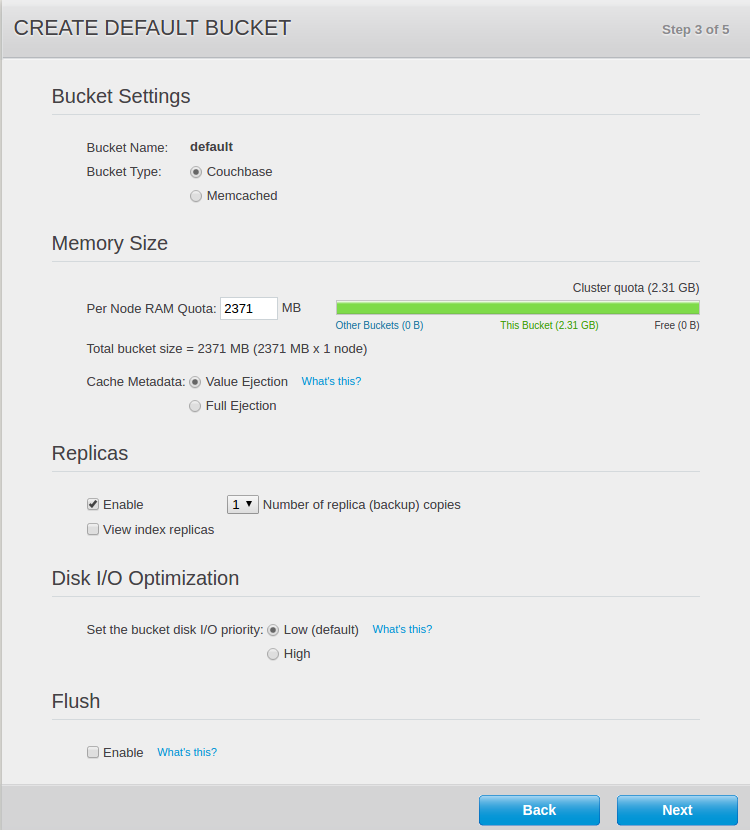 CREATE DEFAULT BUCKET
Step 3 of 5
Bucket Settings
Bucket Name: default
Bucket Type: Couchbase
Memcached
Memory Size
Cluster quota (2.31 GB)
Per Node RAM Quota: 2371 MB
Other Buckets (0 B) This Bucket (2.31 GB) Free (0 B)
Total bucket size = 2371 MB (2371 MB x 1 node)
Cache Metadata: Value Ejection What's this?
Full Ejection
Replicas
Enable 1 Number of replica (backup) copies
View index replicas
Disk I/O Optimization
Set the bucket disk I/O priority: Low (default) What's this?
High
Flush
Enable What's this?
Back Next